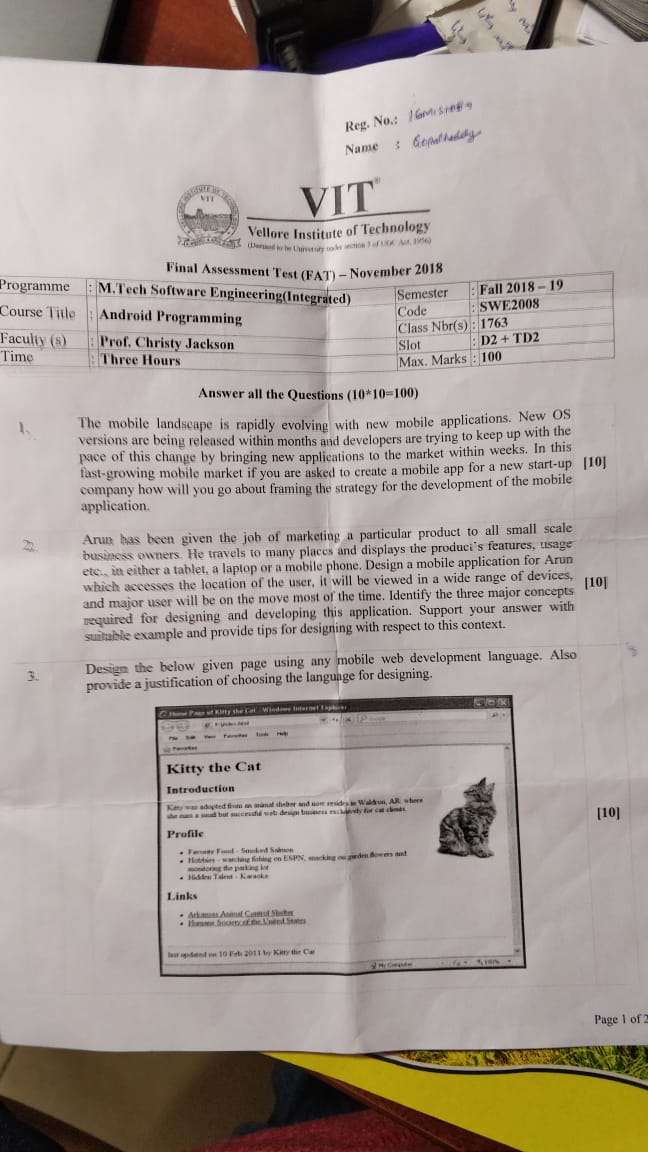 Reg. No.:
Name :
VIT
VIT®
Vellore Institute of Technology
(Deemed to be University under section 3 of UGC Act, 1956)
Final Assessment Test (FAT) – November 2018
Programme : M.Tech Software Engineering(Integrated) Semester : Fall 2018 – 19
Course Title : Android Programming Code : SWE2008
Class Nbr(s) : 1763
Faculty (s) : Prof. Christy Jackson Slot : D2 + TD2
Time : Three Hours Max. Marks : 100
Answer all the Questions (10*10=100)
1. The mobile landscape is rapidly evolving with new mobile applications. New OS
versions are being released within months and developers are trying to keep up with the
pace of this change by bringing new applications to the market within weeks. In this
fast-growing mobile market if you are asked to create a mobile app for a new start-up [10]
company how will you go about framing the strategy for the development of the mobile
application.
2. Arun has been given the job of marketing a particular product to all small scale
business owners. He travels to many places and displays the product's features, usage
etc., in either a tablet, a laptop or a mobile phone. Design a mobile application for Arun
which accesses the location of the user, it will be viewed in a wide range of devices, [10]
and major user will be on the move most of the time. Identify the three major concepts
required for designing and developing this application. Support your answer with
suitable example and provide tips for designing with respect to this context.
3. Design the below given page using any mobile web development language. Also
provide a justification of choosing the language for designing.
Home Page of Kitty the Cat - Windows Internet Explorer
File Edit View Favorites Tools Help
Favorites
Kitty the Cat
Introduction
Kitty was adopted from an animal shelter and now resides in Waldron, AR. where
she runs a small but successful web design business exclusively for cat clients.
[10]
Profile
• Favorite Food - Smoked Salmon
• Hobbies - watching fishing on ESPN, snacking on garden flowers and
monitoring the parking lot
• Hidden Talent - Karaoke
Links
• Arkansas Animal Control Shelter
• Humane Society of the United States
last updated on 10 Feb 2011 by Kitty the Cat
My Computer
Page 1 of 2